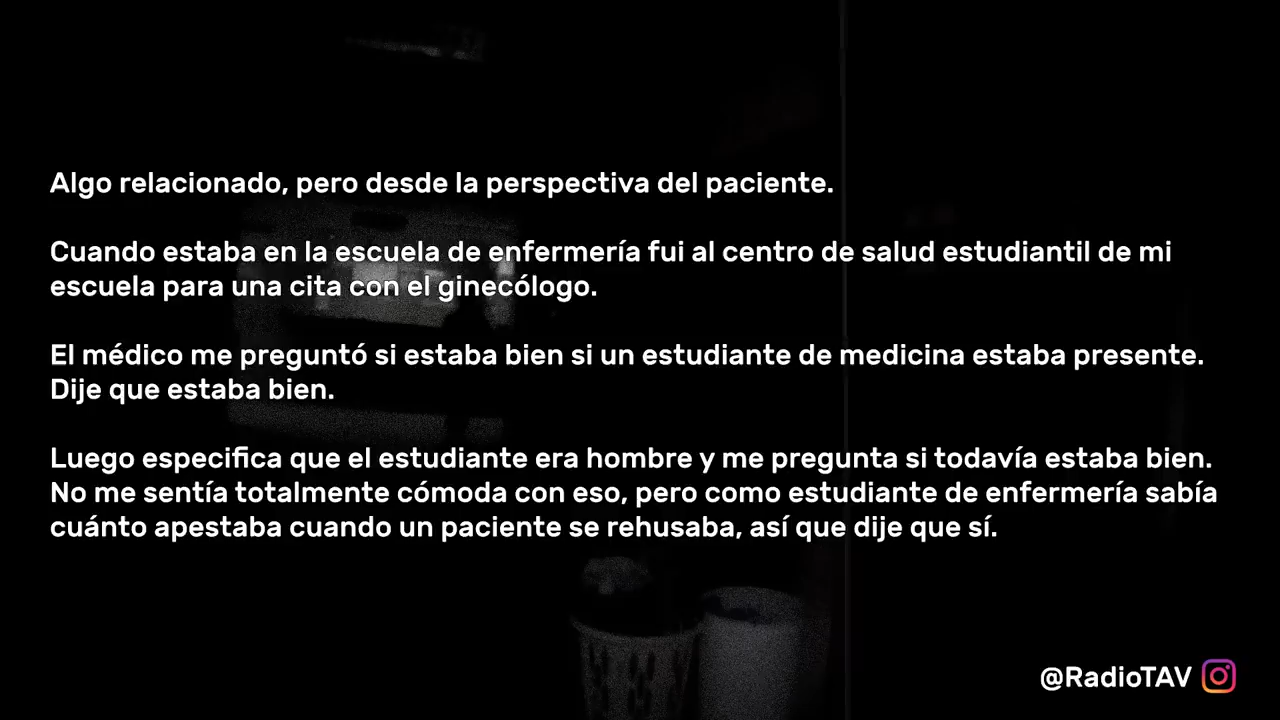 Algo relacionado, pero desde la perspectiva del paciente.
Cuando estaba en la escuela de enfermería fui al centro de salud estudiantil de mi
escuela para una cita con el ginecólogo.
El médico me preguntó si estaba bien si un estudiante de medicina estaba presente.
Dije que estaba bien.
Luego especifica que el estudiante era hombre y me pregunta si todavía estaba bien.
No me sentía totalmente cómoda con eso, pero como estudiante de enfermería sabía
cuánto apestaba cuando un paciente se rehusaba, así que dije que sí.
@RadioTAV